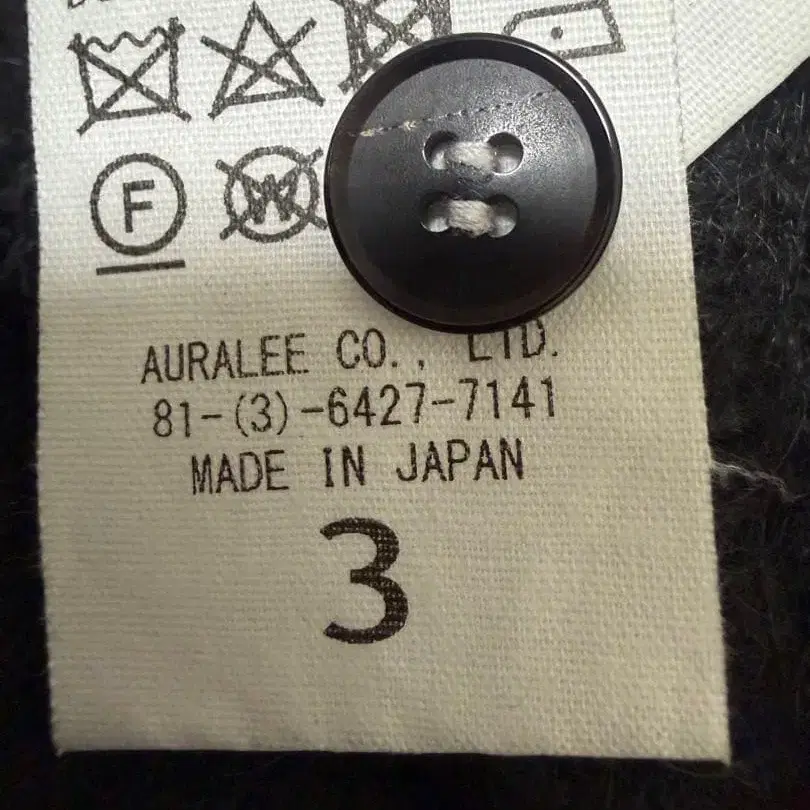 F W
AURALEE CO., LTD.
81-(3)-6427-7141
MADE IN JAPAN
3